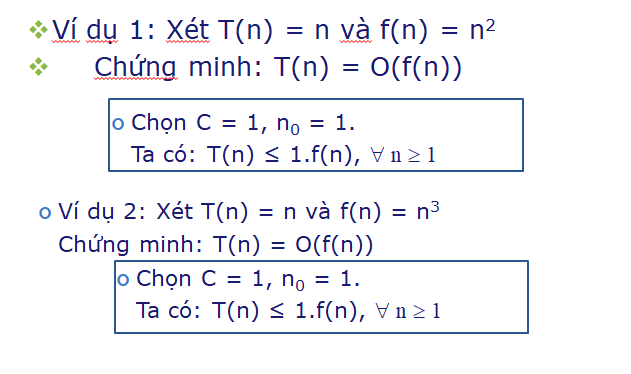 ❖Ví dụ 1: Xét T(n) = n và f(n) = n²
❖ Chứng minh: T(n) = O(f(n))
o Chọn C = 1, n₀ = 1.
Ta có: T(n) ≤ 1.f(n), ∀ n ≥ 1
o Ví dụ 2: Xét T(n) = n và f(n) = n³
Chứng minh: T(n) = O(f(n))
o Chọn C = 1, n₀ = 1.
Ta có: T(n) ≤ 1.f(n), ∀ n ≥ 1